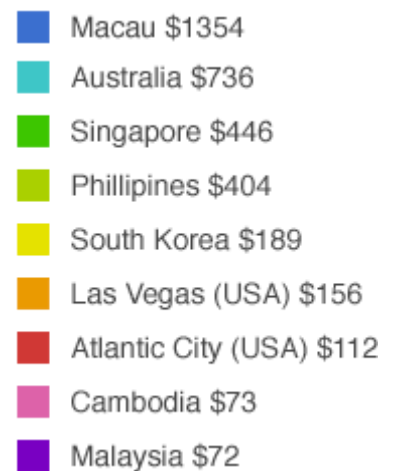 Macau $1354
Australia $736
Singapore $446
Phillipines $404
South Korea $189
Las Vegas (USA) $156
Atlantic City (USA) $112
Cambodia $73
Malaysia $72